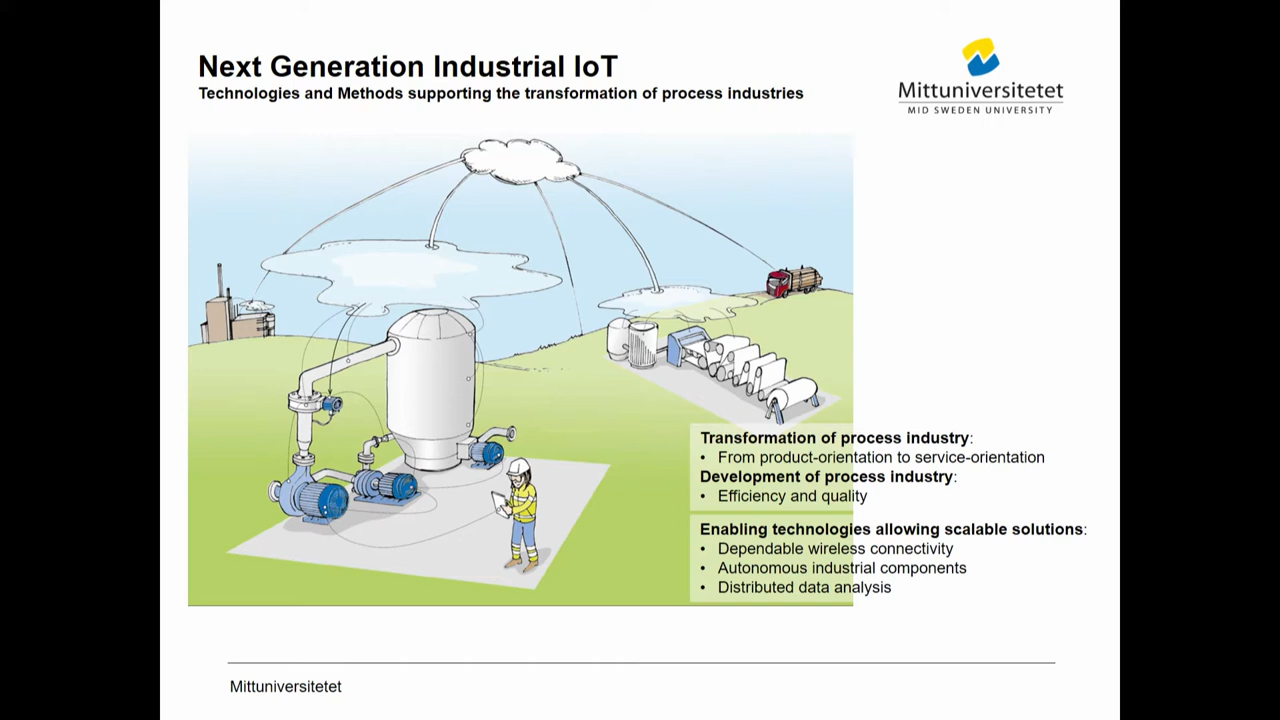 Next Generation Industrial IoT
Technologies and Methods supporting the transformation of process industries
Mittuniversitetet
MID SWEDEN UNIVERSITY
Transformation of process industry:
• From product-orientation to service-orientation
Development of process industry:
• Efficiency and quality
Enabling technologies allowing scalable solutions:
• Dependable wireless connectivity
• Autonomous industrial components
• Distributed data analysis
Mittuniversitetet